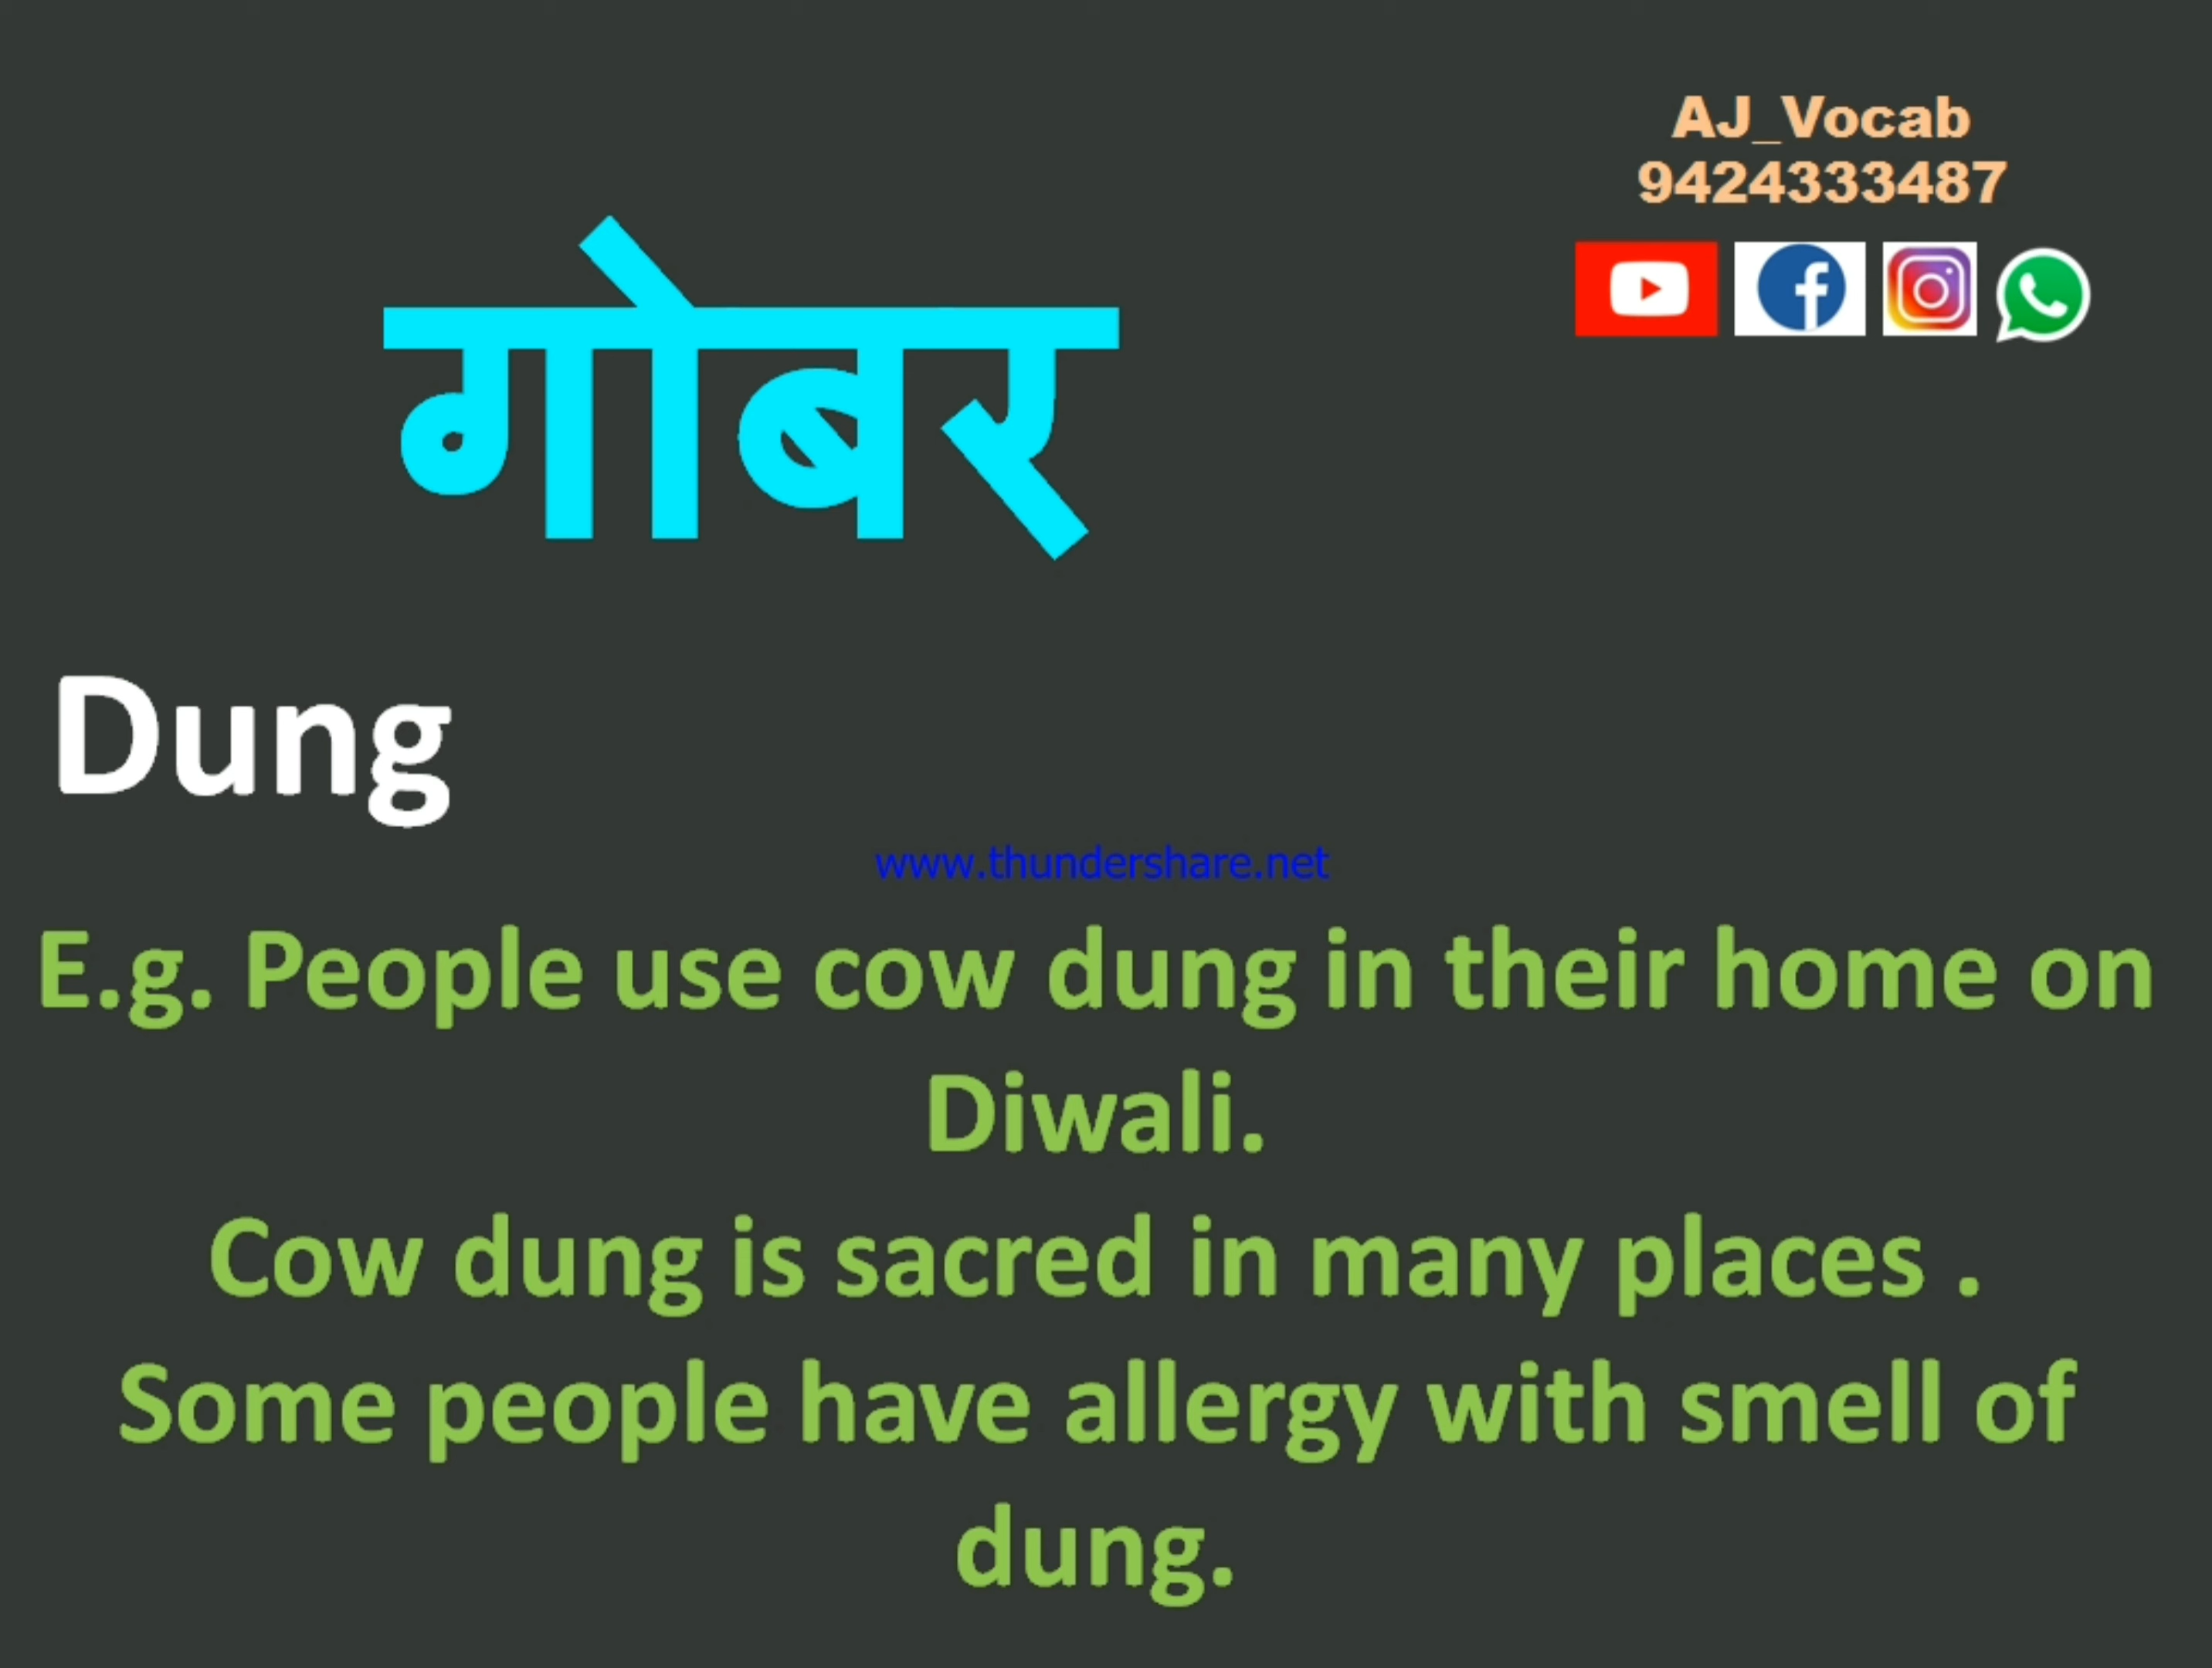 AJ_Vocab
9424333487
गोबर
Dung
www.thundershare.net
E.g. People use cow dung in their home on
Diwali.
Cow dung is sacred in many places .
Some people have allergy with smell of
dung.